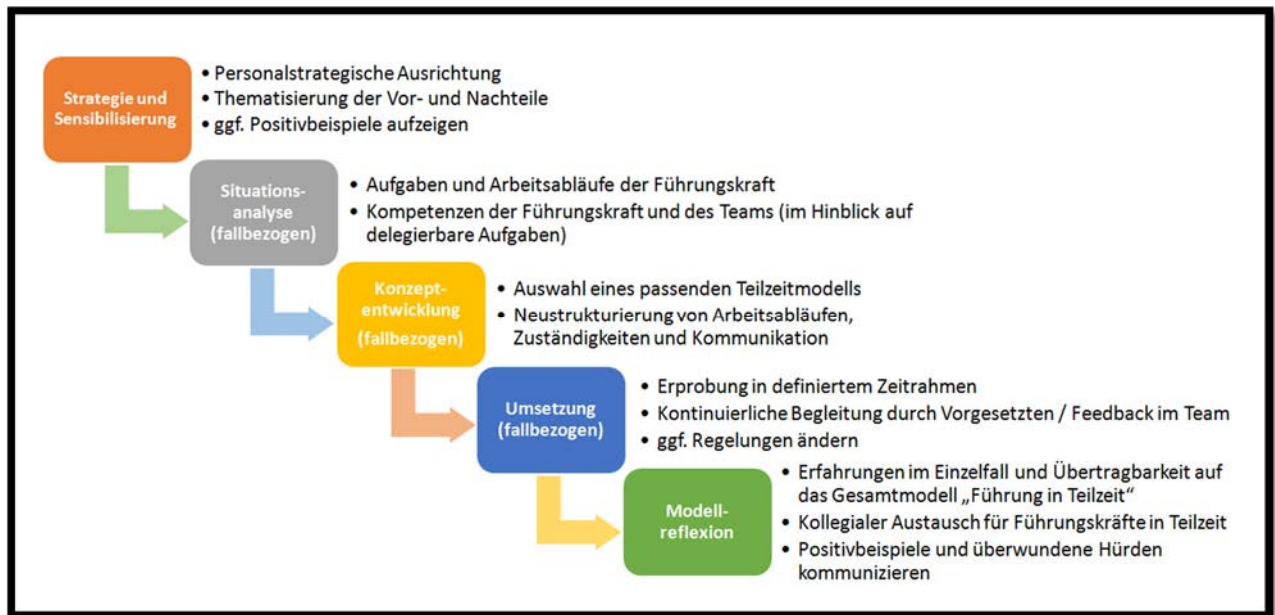 Strategie und
Sensibilisierung
• Personalstrategische Ausrichtung
• Thematisierung der Vor- und Nachteile
• ggf. Positivbeispiele aufzeigen
Situations-
analyse
(fallbezogen)
• Aufgaben und Arbeitsabläufe der Führungskraft
• Kompetenzen der Führungskraft und des Teams (im Hinblick auf
delegierbare Aufgaben)
Konzept-
entwicklung
(fallbezogen)
• Auswahl eines passenden Teilzeitmodells
• Neustrukturierung von Arbeitsabläufen,
Zuständigkeiten und Kommunikation
Umsetzung
(fallbezogen)
• Erprobung in definiertem Zeitrahmen
• Kontinuierliche Begleitung durch Vorgesetzten / Feedback im Team
• ggf. Regelungen ändern
Modell-
reflexion
• Erfahrungen im Einzelfall und Übertragbarkeit auf
das Gesamtmodell „Führung in Teilzeit“
• Kollegialer Austausch für Führungskräfte in Teilzeit
• Positivbeispiele und überwundene Hürden
kommunizieren